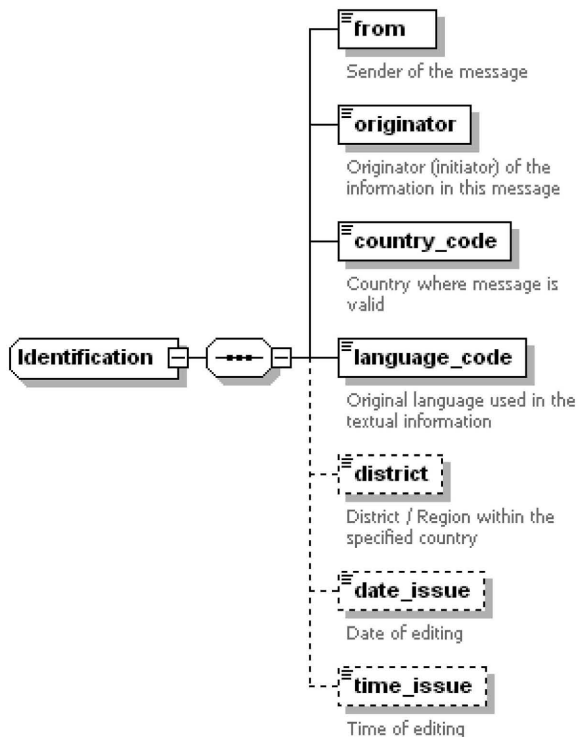 from
Sender of the message
originator
Originator (initiator) of the
information in this message
country_code
Country where message is
valid
Identification
language_code
Original language used in the
textual information
district
District / Region within the
specified country
date_issue
Date of editing
time_issue
Time of editing